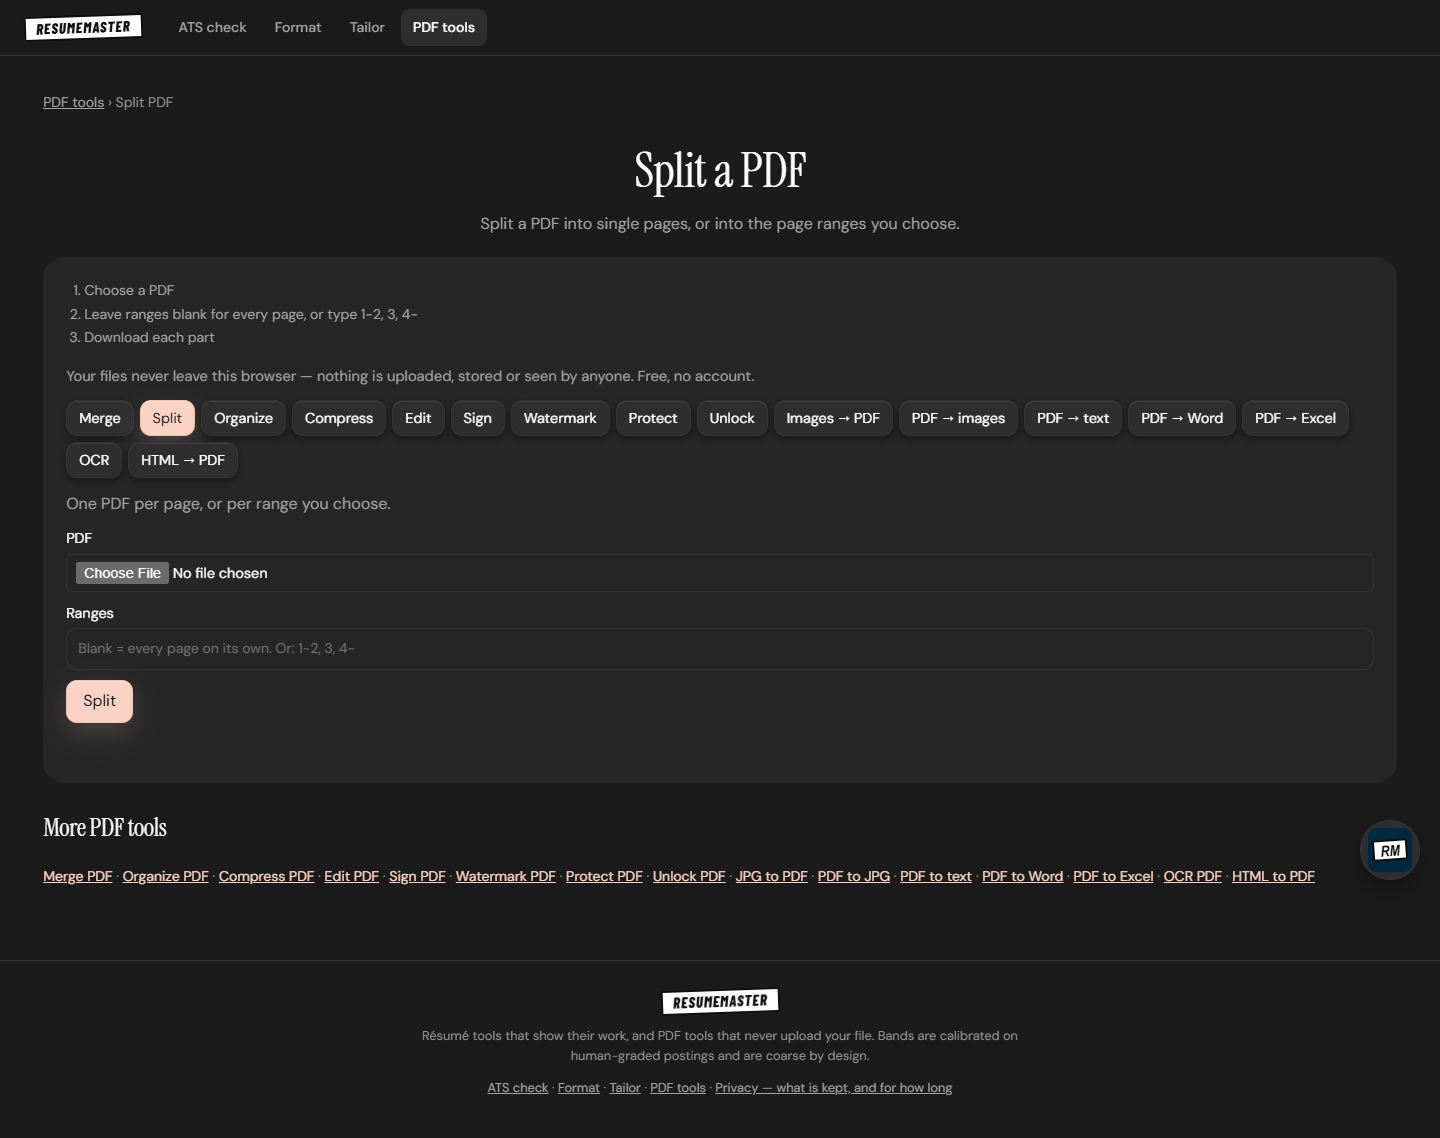 RESUMEMASTER ATS check Format Tailor PDF tools
PDF tools › Split PDF
Split a PDF
Split a PDF into single pages, or into the page ranges you choose.
1. Choose a PDF
2. Leave ranges blank for every page, or type 1-2, 3, 4-
3. Download each part
Your files never leave this browser — nothing is uploaded, stored or seen by anyone. Free, no account.
Merge Split Organize Compress Edit Sign Watermark Protect Unlock Images → PDF PDF → images PDF → text PDF → Word PDF → Excel
OCR HTML → PDF
One PDF per page, or per range you choose.
PDF
Choose File No file chosen
Ranges
Blank = every page on its own. Or: 1-2, 3, 4-
Split
More PDF tools
RM
Merge PDF · Organize PDF · Compress PDF · Edit PDF · Sign PDF · Watermark PDF · Protect PDF · Unlock PDF · JPG to PDF · PDF to JPG · PDF to text · PDF to Word · PDF to Excel · OCR PDF · HTML to PDF
RESUMEMASTER
Résumé tools that show their work, and PDF tools that never upload your file. Bands are calibrated on
human-graded postings and are coarse by design.
ATS check · Format · Tailor · PDF tools · Privacy — what is kept, and for how long